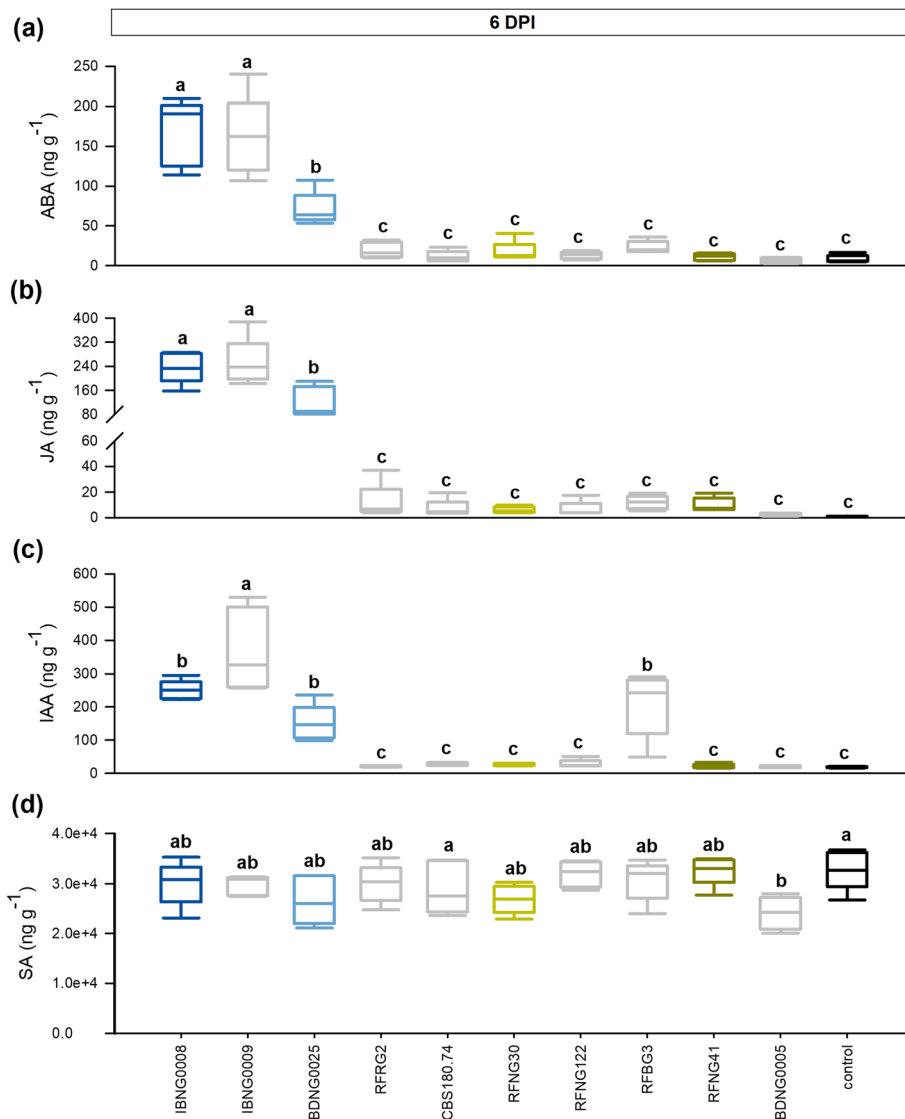 6 DPI
(a)
ABA (ng g-1)
250
200
150
100
50
0
a a b c c c c c c c c
(b)
JA (ng g-1)
400
320
240
160
80
60
40
20
0
a a b c c c c c c c c
(c)
IAA (ng g-1)
600
500
400
300
200
100
0
b a b c c c c b c c c
(d)
SA (ng g-1)
4.0e+4
3.0e+4
2.0e+4
1.0e+4
0.0
ab ab ab ab a ab ab ab ab b a
IBNG0008
IBNG0009
BDNG0025
RFRG2
CBS180.74
RFNG30
RFNG122
RFBG3
RFNG41
BDNG0005
control